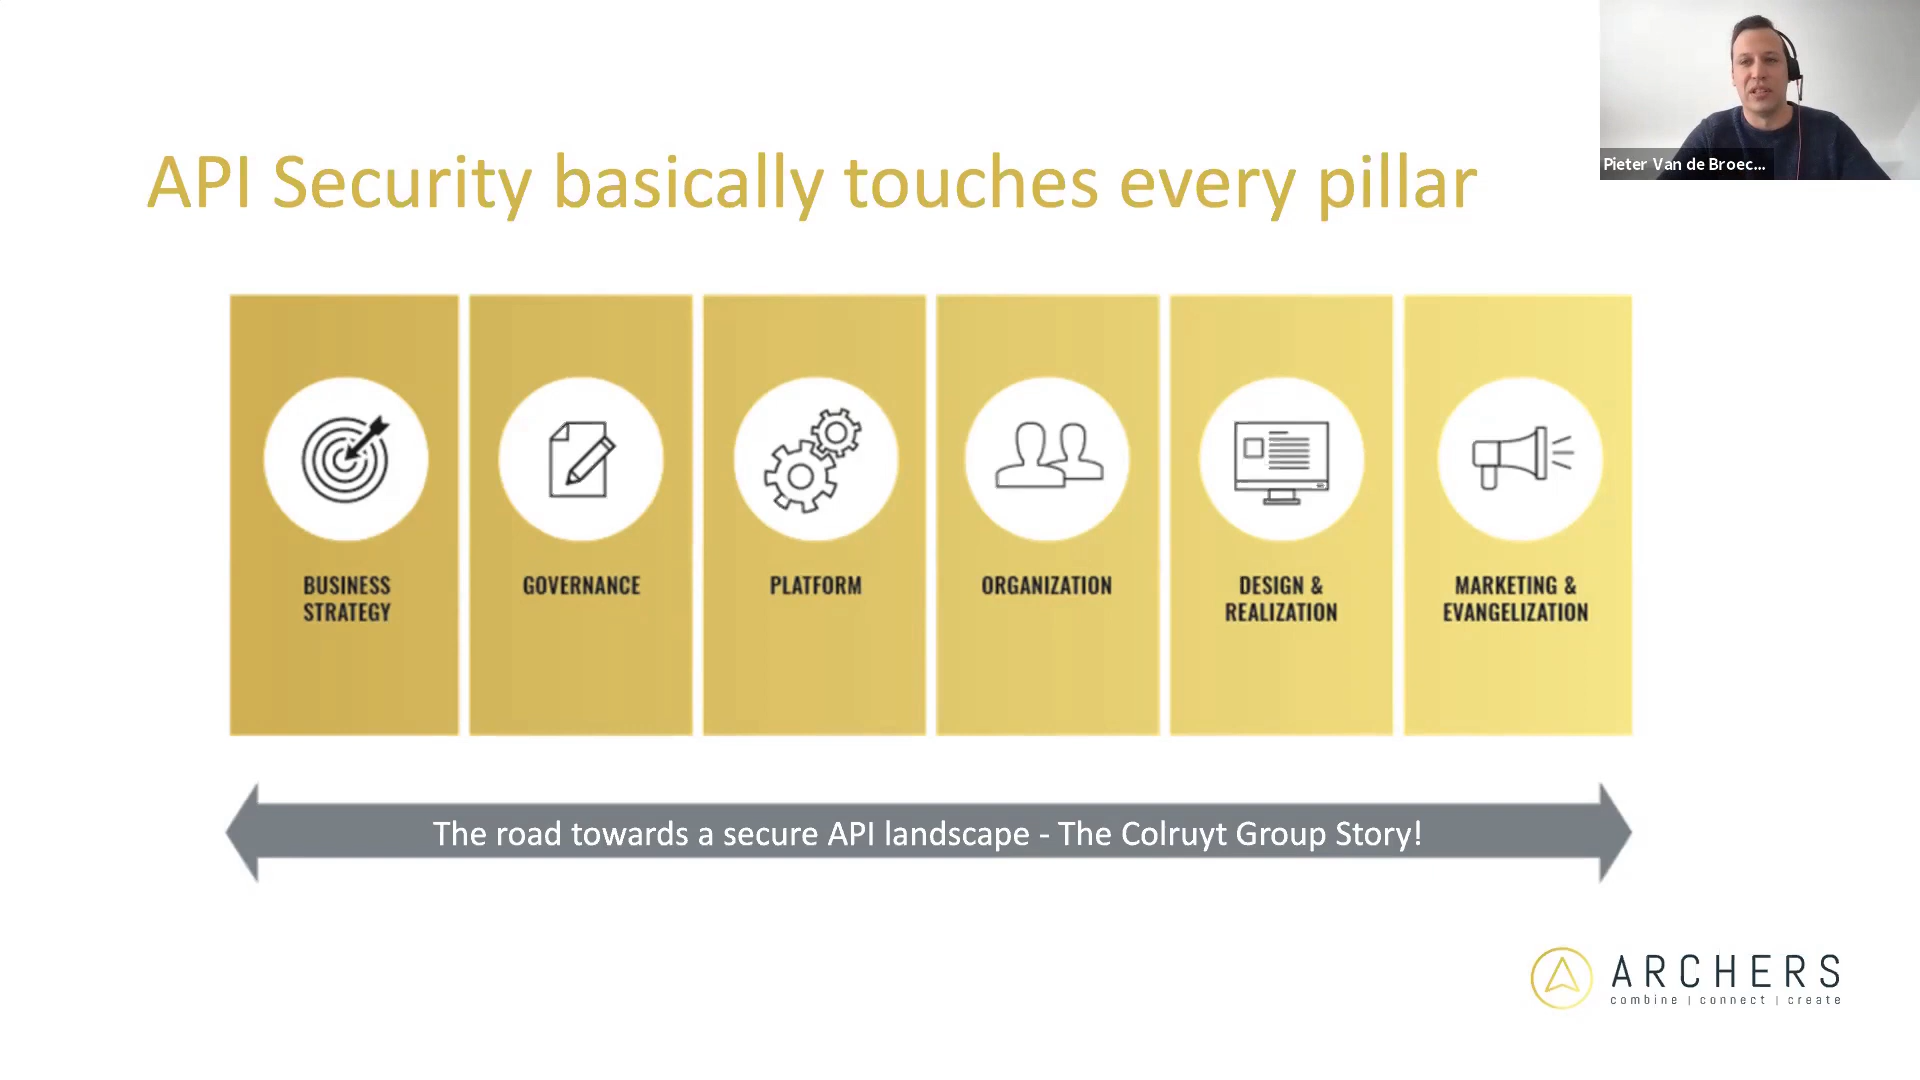 Pieter Van de Broec...
API Security basically touches every pillar
BUSINESS
STRATEGY
GOVERNANCE
PLATFORM
ORGANIZATION
DESIGN &
REALIZATION
MARKETING &
EVANGELIZATION
The road towards a secure API landscape - The Colruyt Group Story!
ARCHERS
combine | connect | create